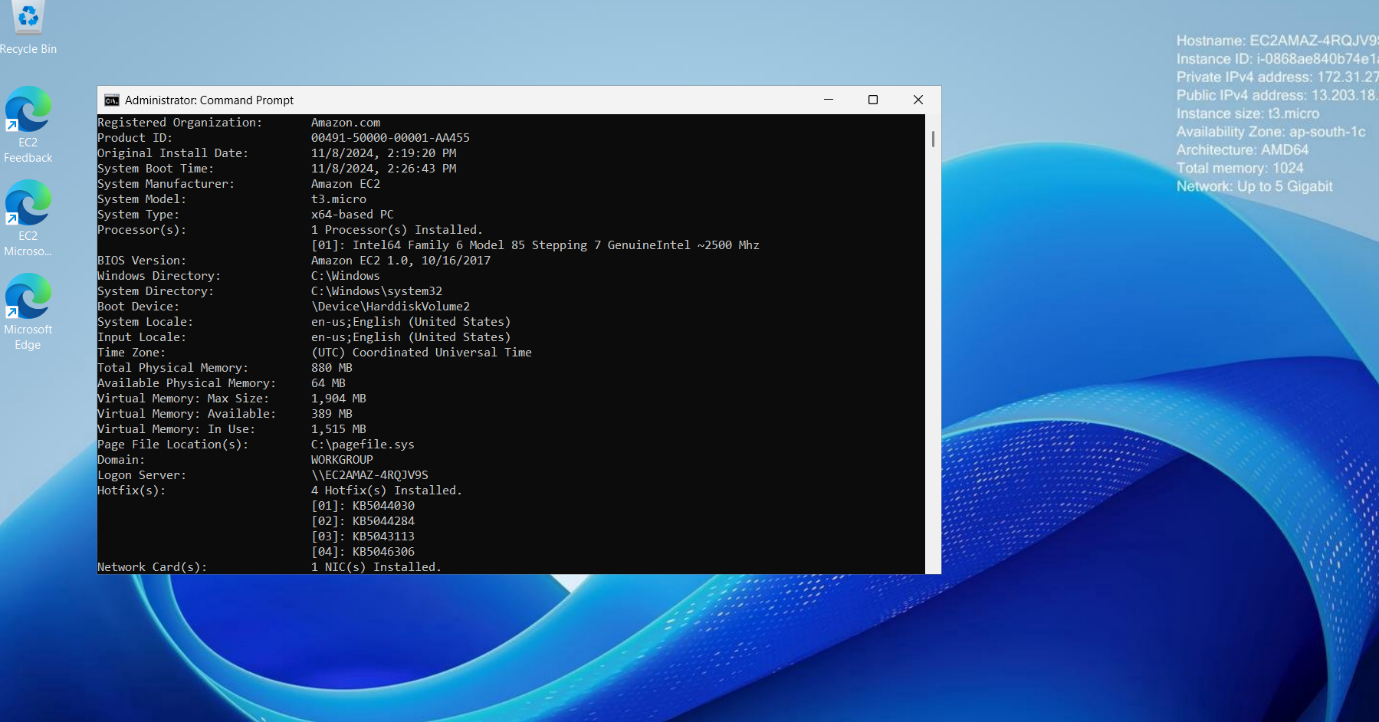 Recycle Bin
EC2
Feedback
EC2
Microso...
Microsoft
Edge
Administrator: Command Prompt
Registered Organization: Amazon.com
Product ID: 00491-50000-00001-AA455
Original Install Date: 11/8/2024, 2:19:20 PM
System Boot Time: 11/8/2024, 2:26:43 PM
System Manufacturer: Amazon EC2
System Model: t3.micro
System Type: x64-based PC
Processor(s): 1 Processor(s) Installed.
[01]: Intel64 Family 6 Model 85 Stepping 7 GenuineIntel ~2500 Mhz
BIOS Version: Amazon EC2 1.0, 10/16/2017
Windows Directory: C:\Windows
System Directory: C:\Windows\system32
Boot Device: \Device\HarddiskVolume2
System Locale: en-us;English (United States)
Input Locale: en-us;English (United States)
Time Zone: (UTC) Coordinated Universal Time
Total Physical Memory: 880 MB
Available Physical Memory: 64 MB
Virtual Memory: Max Size: 1,904 MB
Virtual Memory: Available: 389 MB
Virtual Memory: In Use: 1,515 MB
Page File Location(s): C:\pagefile.sys
Domain: WORKGROUP
Logon Server: \\EC2AMAZ-4RQJV9S
Hotfix(s): 4 Hotfix(s) Installed.
[01]: KB5044030
[02]: KB5044284
[03]: KB5043113
[04]: KB5046306
Network Card(s): 1 NIC(s) Installed.
Hostname: EC2AMAZ-4RQJV9S
Instance ID: i-0868ae840b74e1a
Private IPv4 address: 172.31.27
Public IPv4 address: 13.203.18.
Instance size: t3.micro
Availability Zone: ap-south-1c
Architecture: AMD64
Total memory: 1024
Network: Up to 5 Gigabit